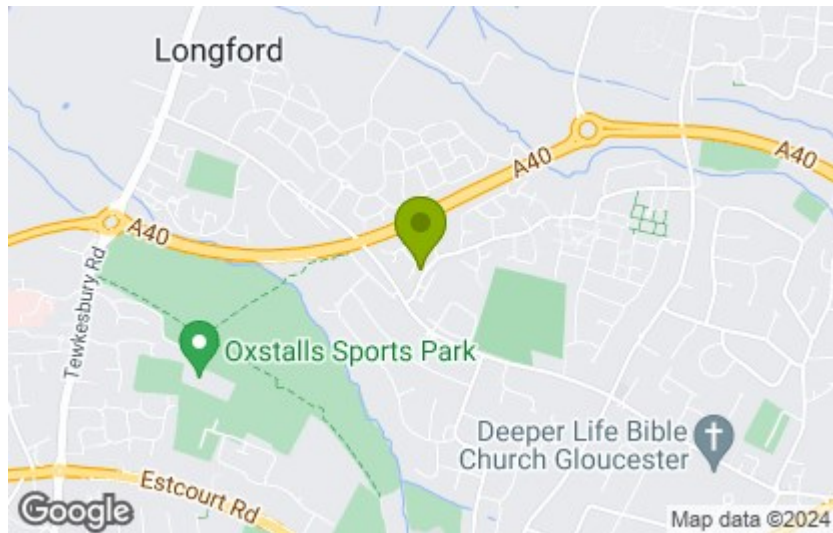 Longford
A40
A40
A40
Tewkesbury Rd
Oxstalls Sports Park
Deeper Life Bible
Church Gloucester
Estcourt Rd
Google
Map data ©2024